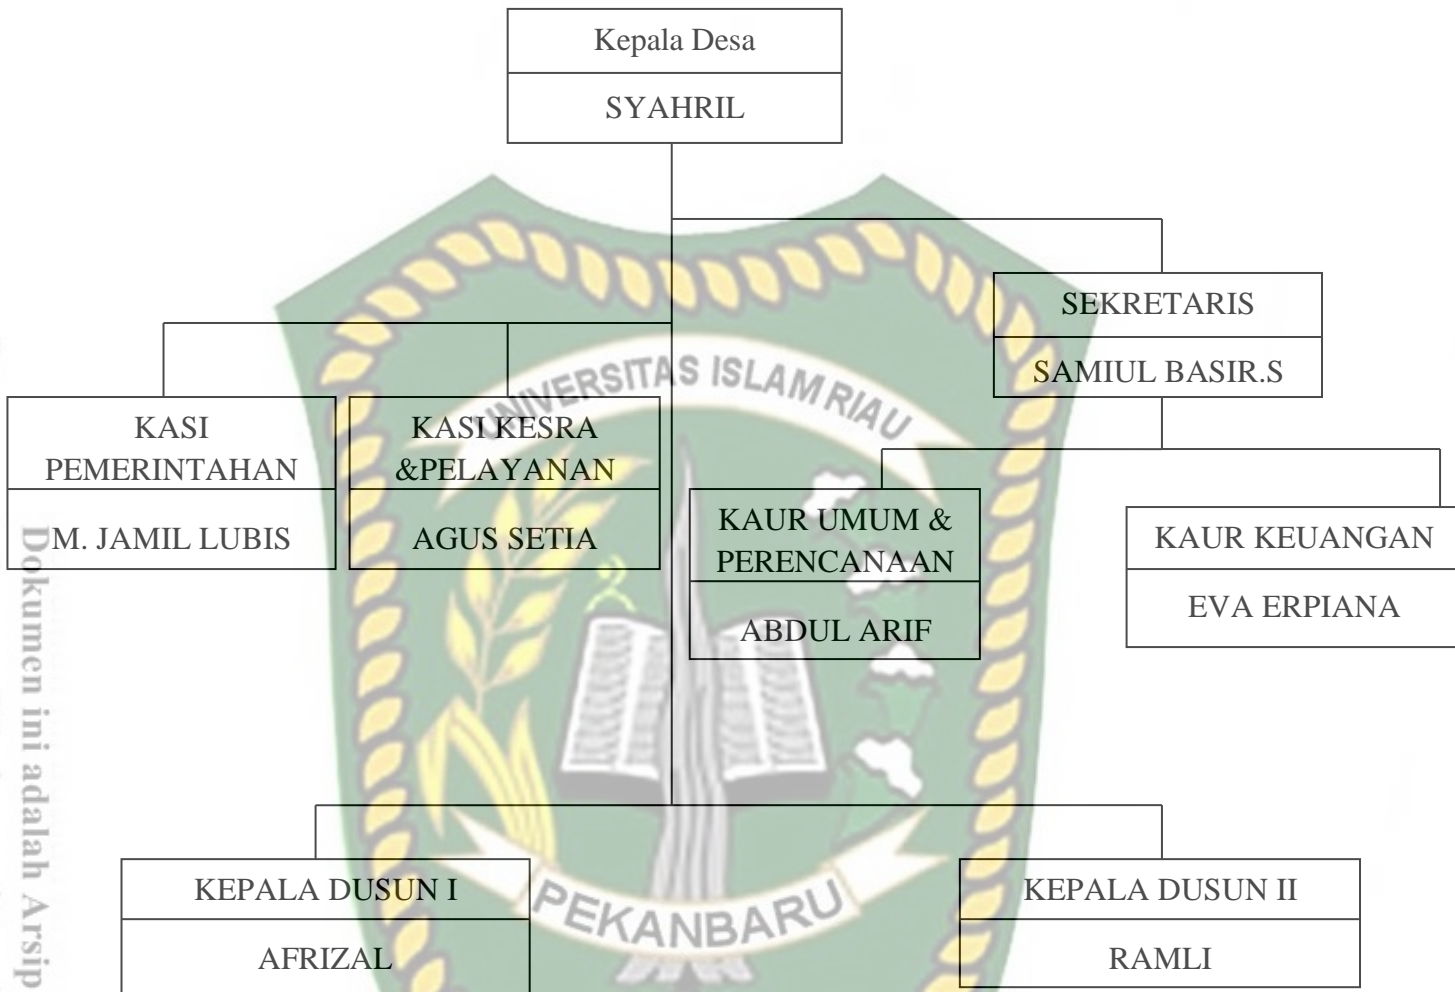 Kepala Desa
SYAHRIL
SEKRETARIS
SAMIUL BASIR.S
UNIVERSITAS ISLAM RIAU
KASI
PEMERINTAHAN
M. JAMIL LUBIS
KASI KESRA
&PELAYANAN
AGUS SETIA
KAUR UMUM &
PERENCANAAN
ABDUL ARIF
KAUR KEUANGAN
EVA ERPIANA
KEPALA DUSUN I
AFRIZAL
KEPALA DUSUN II
RAMLI
PEKANBARU
Dokumen ini adalah Arsip